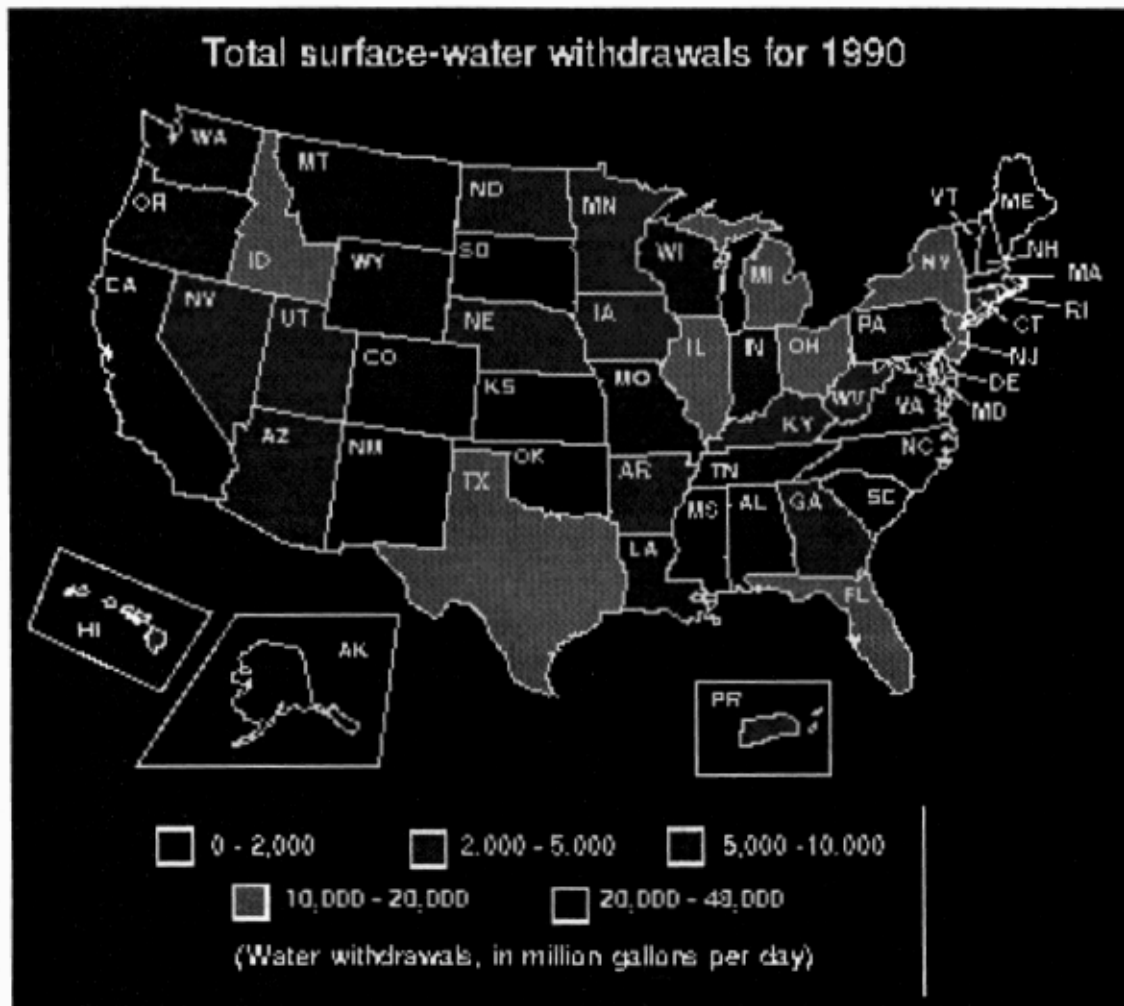 Total surface-water withdrawals for 1990
WA
MT
ND
MN
VT
ME
OR
ID
WY
SD
WI
MI
NY
NH
MA
CA
NV
UT
NE
IA
PA
RI
CT
CO
IL
IN
OH
NJ
KS
MO
WV
VA
DE
MD
AZ
NM
KY
NC
OK
TN
TX
AR
MS
AL
GA
SC
LA
FL
HI
AK
PR
0 - 2,000
2.000 - 5.000
5,000 -10.000
10,000 - 20,000
20,000 - 40,000
(Water withdrawals, in million gallons per day)